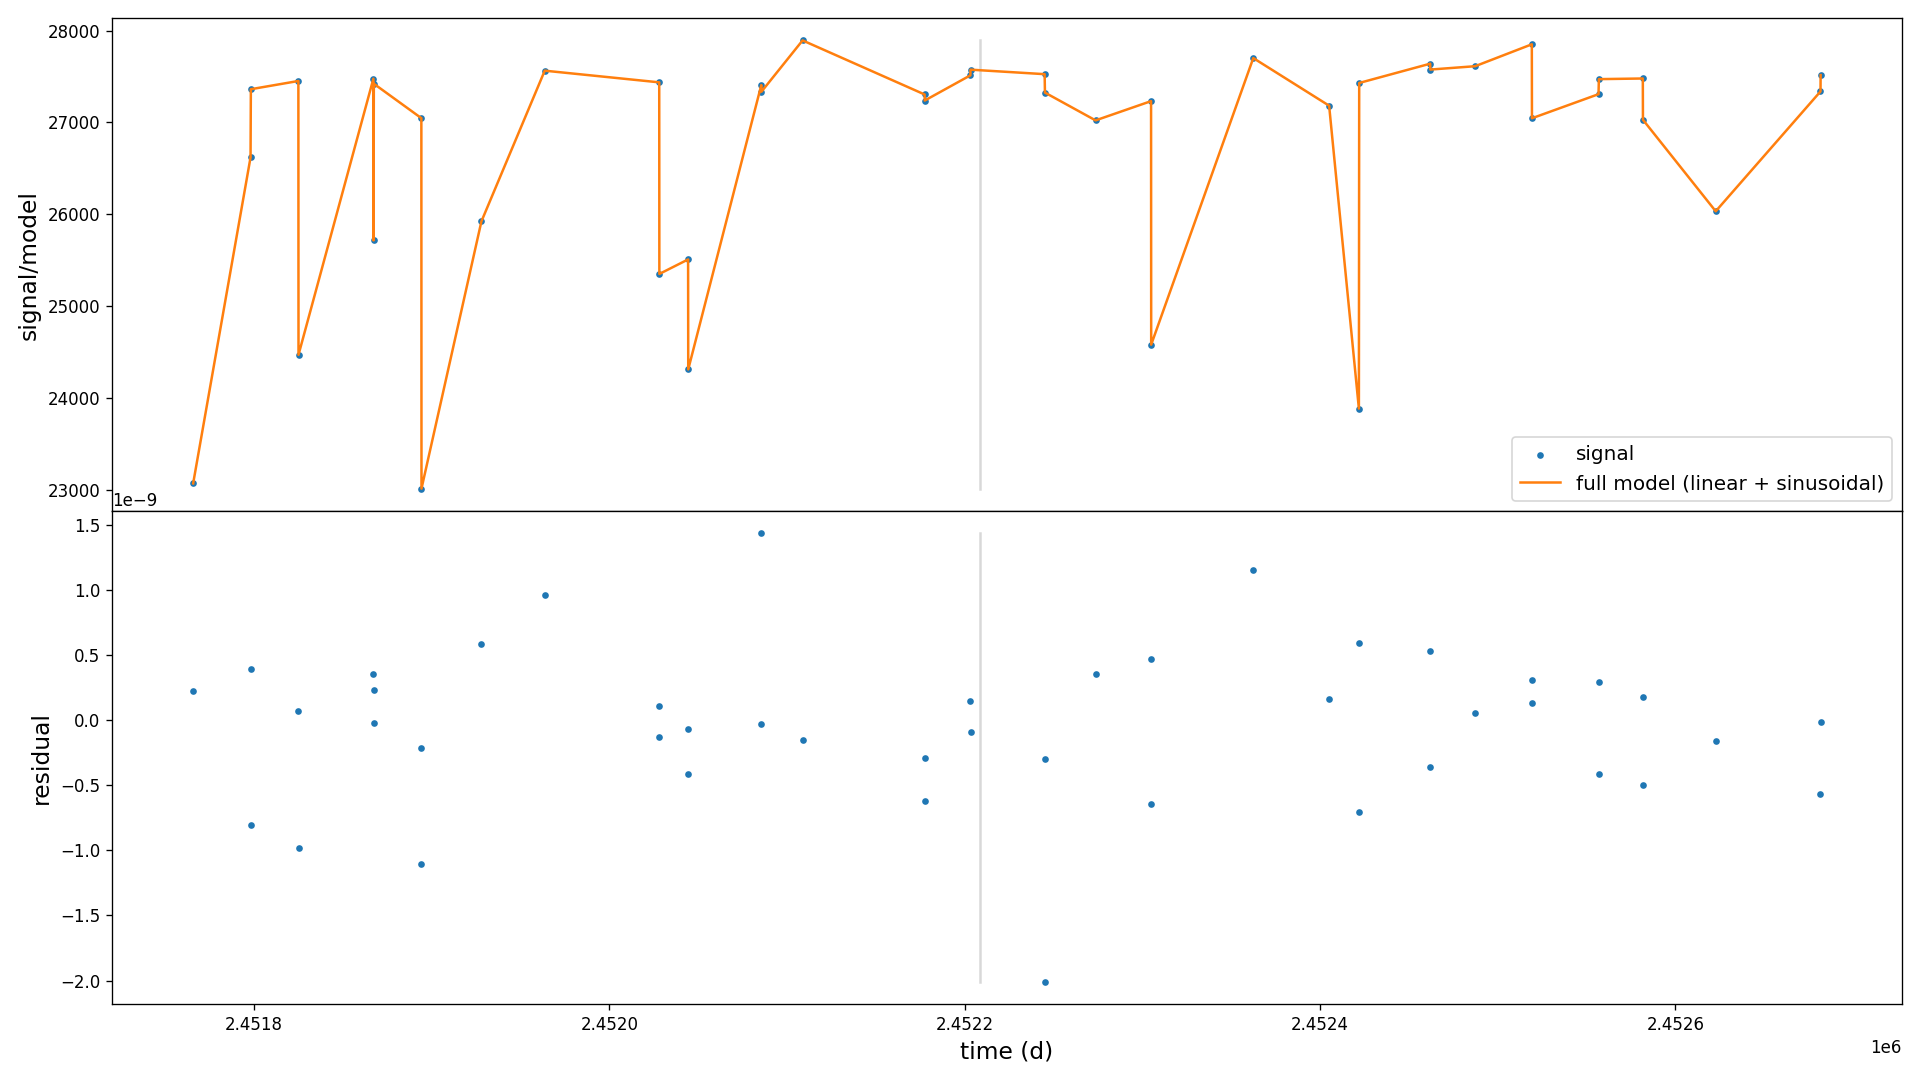 28000
27000
26000
25000
24000
23000
signal/model
signal
full model (linear + sinusoidal)
1e−9
1.5
1.0
0.5
0.0
−0.5
−1.0
−1.5
−2.0
residual
2.4518
2.4520
2.4522
2.4524
2.4526
time (d)
1e6